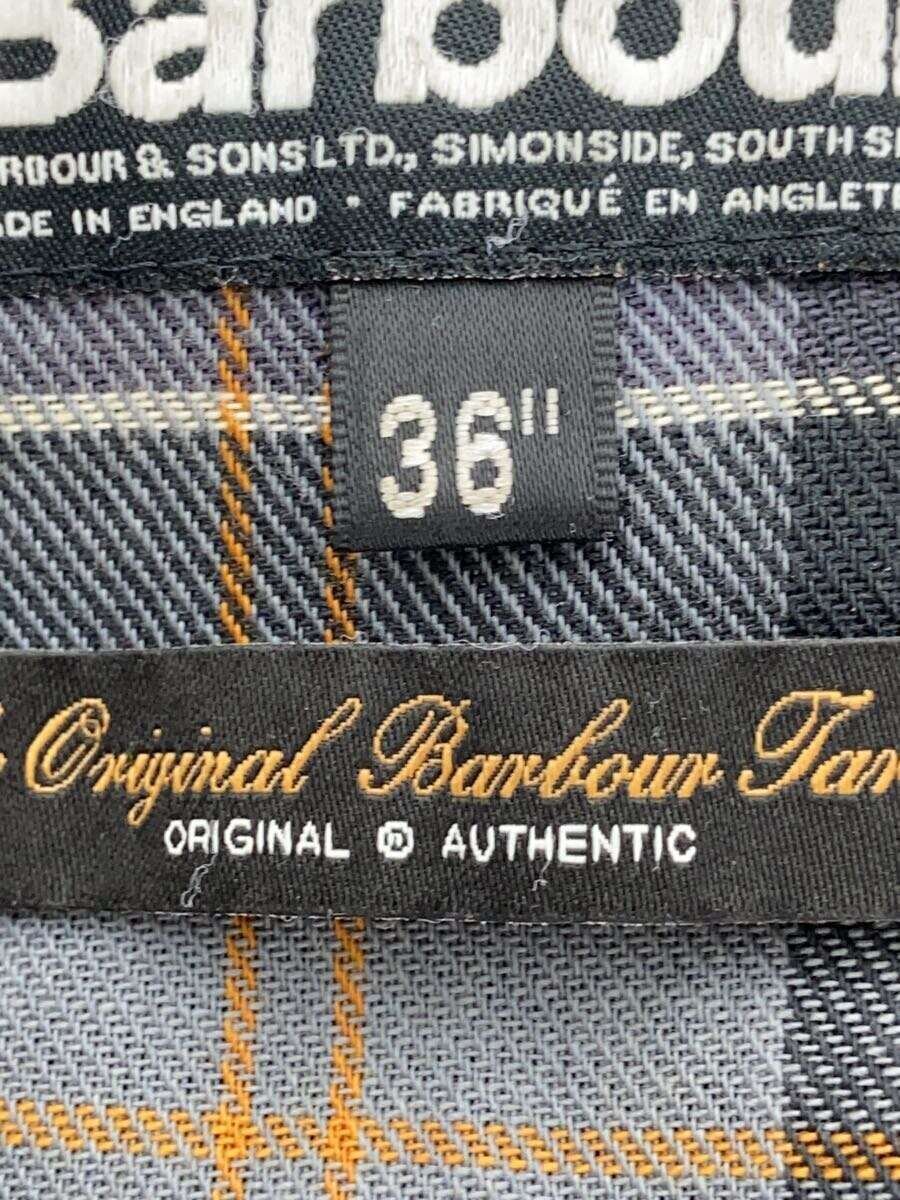 Barbour
RBOUR & SONS LTD., SIMONSIDE, SOUTH S
ADE IN ENGLAND · FABRIQUÉ EN ANGLETE
36"
Original Barbour Tar
ORIGINAL ® AUTHENTIC